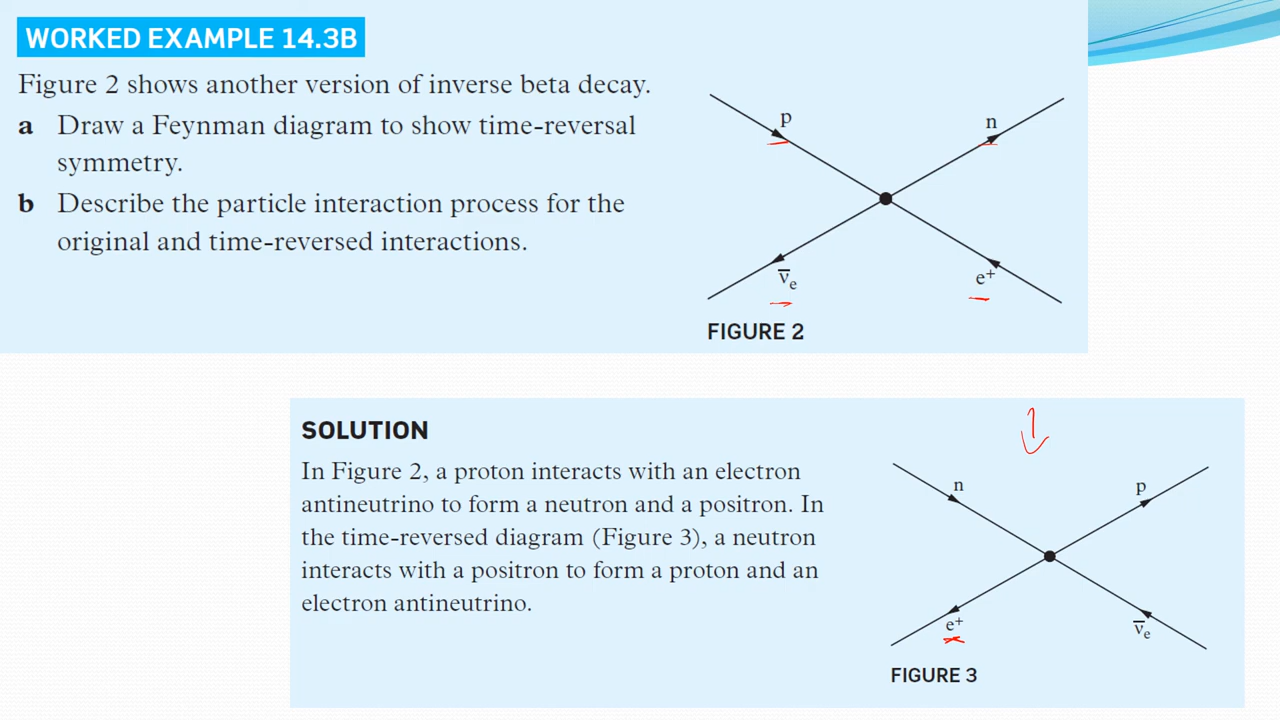 WORKED EXAMPLE 14.3B
Figure 2 shows another version of inverse beta decay.
a Draw a Feynman diagram to show time-reversal
symmetry.
b Describe the particle interaction process for the
original and time-reversed interactions.
p
n
ν̅e
e+
FIGURE 2
SOLUTION
In Figure 2, a proton interacts with an electron
antineutrino to form a neutron and a positron. In
the time-reversed diagram (Figure 3), a neutron
interacts with a positron to form a proton and an
electron antineutrino.
n
p
e+
ν̅e
FIGURE 3